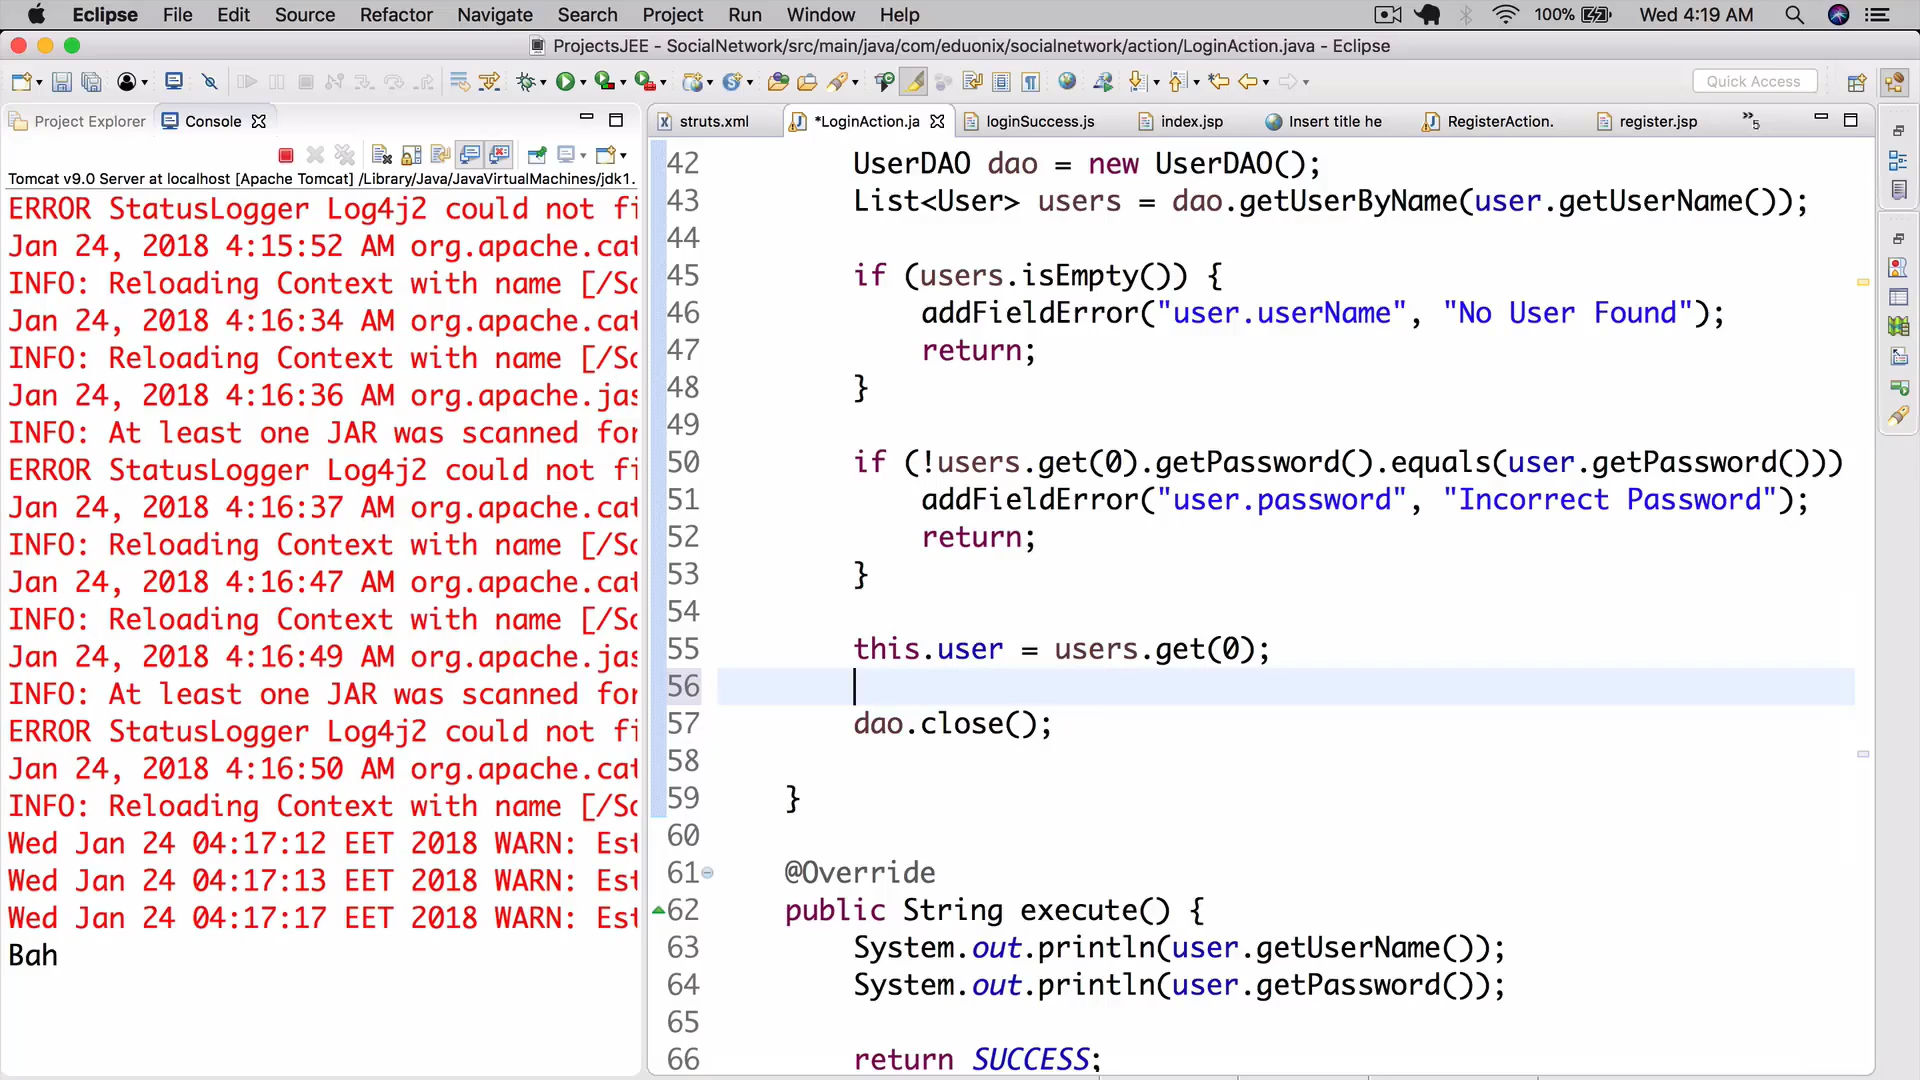 Eclipse File Edit Source Refactor Navigate Search Project Run Window Help 100% Wed 4:19 AM
ProjectsJEE - SocialNetwork/src/main/java/com/eduonix/socialnetwork/action/LoginAction.java - Eclipse
Quick Access
Project Explorer Console
struts.xml *LoginAction.ja loginSuccess.js index.jsp Insert title he RegisterAction. register.jsp »5
Tomcat v9.0 Server at localhost [Apache Tomcat] /Library/Java/JavaVirtualMachines/jdk1.
ERROR StatusLogger Log4j2 could not fi
Jan 24, 2018 4:15:52 AM org.apache.cat
INFO: Reloading Context with name [/So
Jan 24, 2018 4:16:34 AM org.apache.cat
INFO: Reloading Context with name [/So
Jan 24, 2018 4:16:36 AM org.apache.jas
INFO: At least one JAR was scanned for
ERROR StatusLogger Log4j2 could not fi
Jan 24, 2018 4:16:37 AM org.apache.cat
INFO: Reloading Context with name [/So
Jan 24, 2018 4:16:47 AM org.apache.cat
INFO: Reloading Context with name [/So
Jan 24, 2018 4:16:49 AM org.apache.jas
INFO: At least one JAR was scanned for
ERROR StatusLogger Log4j2 could not fi
Jan 24, 2018 4:16:50 AM org.apache.cat
INFO: Reloading Context with name [/So
Wed Jan 24 04:17:12 EET 2018 WARN: Est
Wed Jan 24 04:17:13 EET 2018 WARN: Est
Wed Jan 24 04:17:17 EET 2018 WARN: Est
Bah
42 UserDAO dao = new UserDAO();
43 List<User> users = dao.getUserByName(user.getUserName());
44
45 if (users.isEmpty()) {
46 addFieldError("user.userName", "No User Found");
47 return;
48 }
49
50 if (!users.get(0).getPassword().equals(user.getPassword()))
51 addFieldError("user.password", "Incorrect Password");
52 return;
53 }
54
55 this.user = users.get(0);
56
57 dao.close();
58
59 }
60
61 @Override
62 public String execute() {
63 System.out.println(user.getUserName());
64 System.out.println(user.getPassword());
65
66 return SUCCESS;